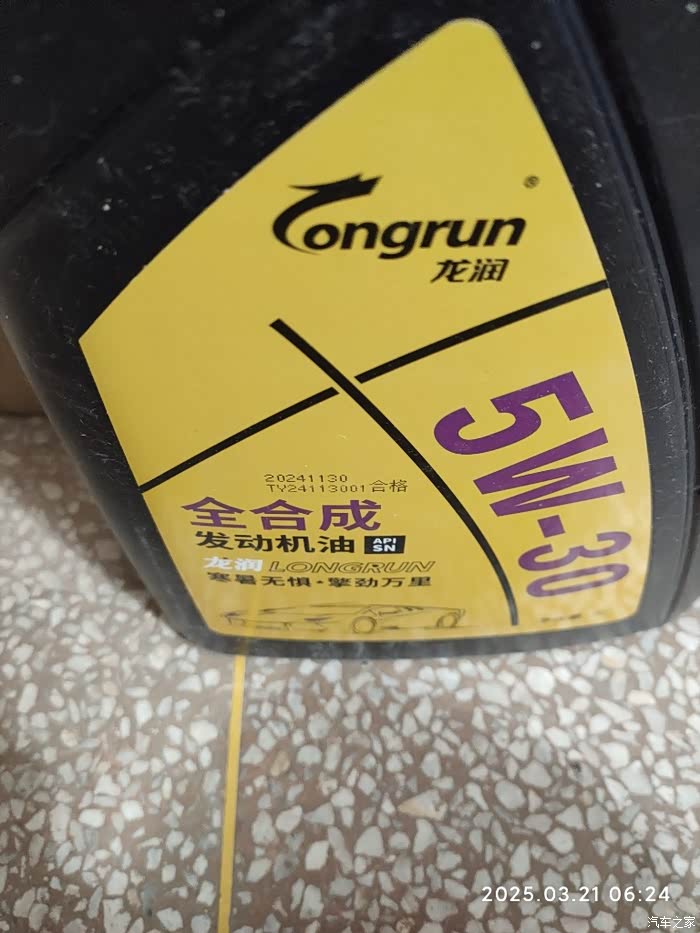 Longrun®
龙润
5W-30
20241130
TY24113001合格
全合成
发动机油 API SN
龙润 LONGRUN
寒暑无惧·擎劲万里
2025.03.21 06:24
汽车之家